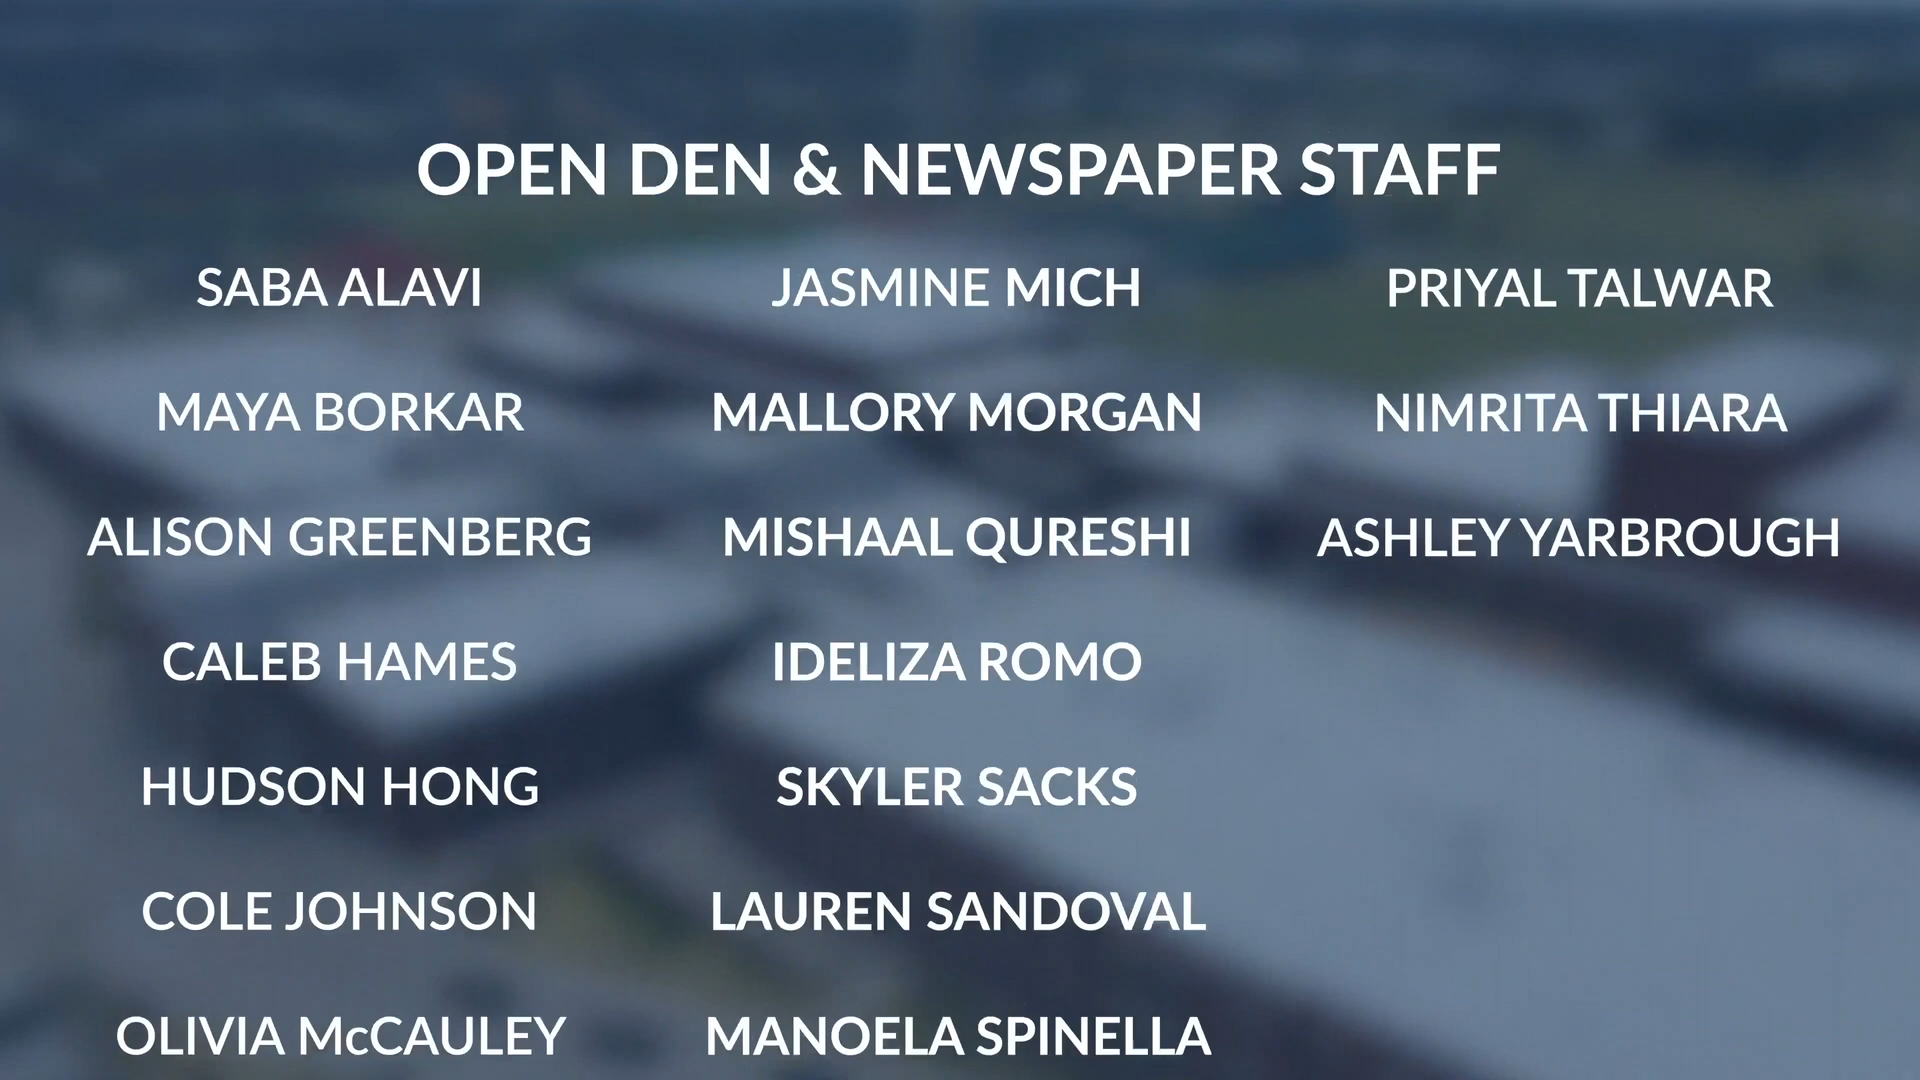 OPEN DEN & NEWSPAPER STAFF
SABA ALAVI
MAYA BORKAR
ALISON GREENBERG
CALEB HAMES
HUDSON HONG
COLE JOHNSON
OLIVIA McCAULEY
JASMINE MICH
MALLORY MORGAN
MISHAAL QURESHI
IDELIZA ROMO
SKYLER SACKS
LAUREN SANDOVAL
MANOELA SPINELLA
PRIYAL TALWAR
NIMRITA THIARA
ASHLEY YARBROUGH